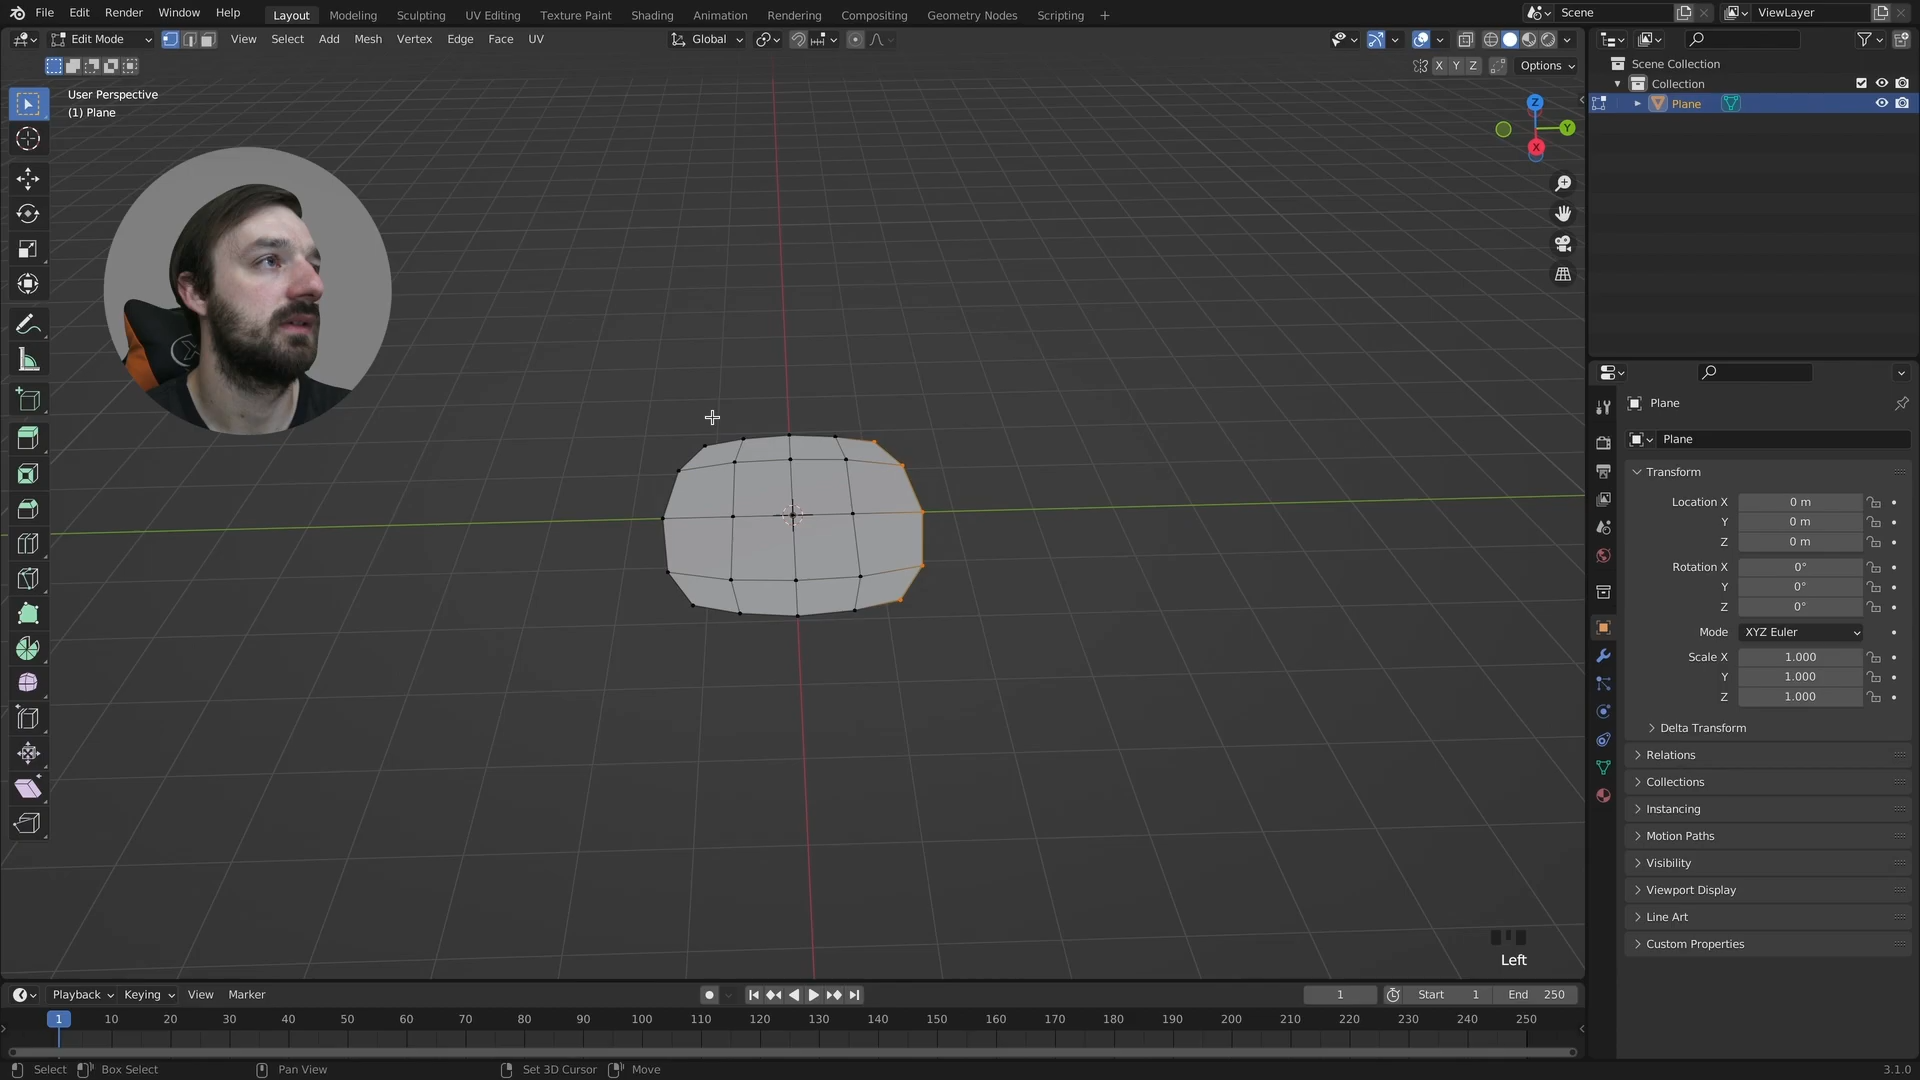 File Edit Render Window Help Layout Modeling Sculpting UV Editing Texture Paint Shading Animation Rendering Compositing Geometry Nodes Scripting + Scene ViewLayer
Edit Mode View Select Add Mesh Vertex Edge Face UV Global
X Y Z Options
User Perspective
(1) Plane
Z
Y
X
Left
Scene Collection
Collection
Plane
Plane
Plane
Transform
Location X 0 m
Y 0 m
Z 0 m
Rotation X 0°
Y 0°
Z 0°
Mode XYZ Euler
Scale X 1.000
Y 1.000
Z 1.000
Delta Transform
Relations
Collections
Instancing
Motion Paths
Visibility
Viewport Display
Line Art
Custom Properties
Playback Keying View Marker 1 Start 1 End 250
1 10 20 30 40 50 60 70 80 90 100 110 120 130 140 150 160 170 180 190 200 210 220 230 240 250
Select Box Select Pan View Set 3D Cursor Move 3.1.0